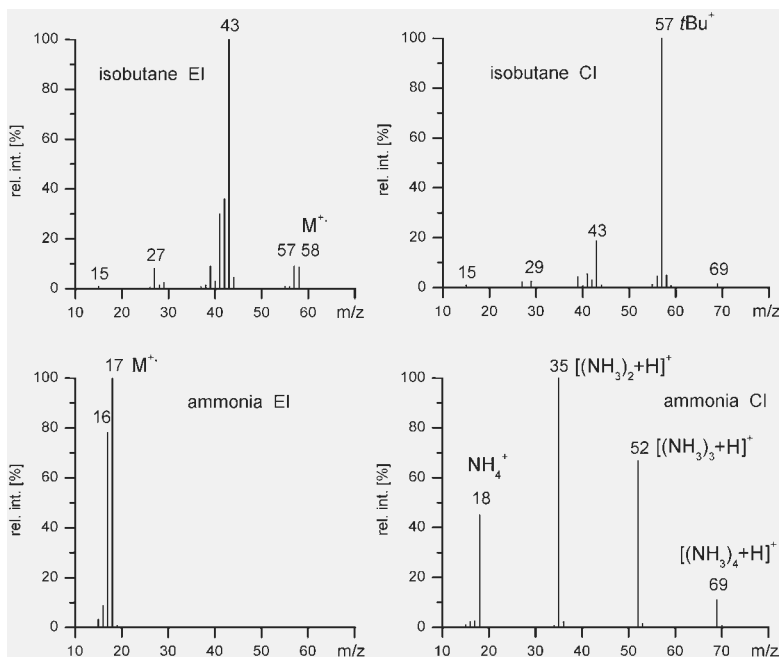 43
100
isobutane EI
80
60
rel. int. [%]
40
M⁺·
20
27
57 58
15
0
10 20 30 40 50 60 m/z
57 tBu⁺
100
isobutane CI
80
60
rel. int. [%]
40
43
20
15
29
69
0
10 20 30 40 50 60 70 m/z
17 M⁺·
100
16
ammonia EI
80
60
rel. int. [%]
40
20
0
10 20 30 40 50 60 m/z
35 [(NH₃)₂+H]⁺
100
ammonia CI
80
52 [(NH₃)₃+H]⁺
NH₄⁺
60
18
rel. int. [%]
40
[(NH₃)₄+H]⁺
20
69
0
10 20 30 40 50 60 70 m/z